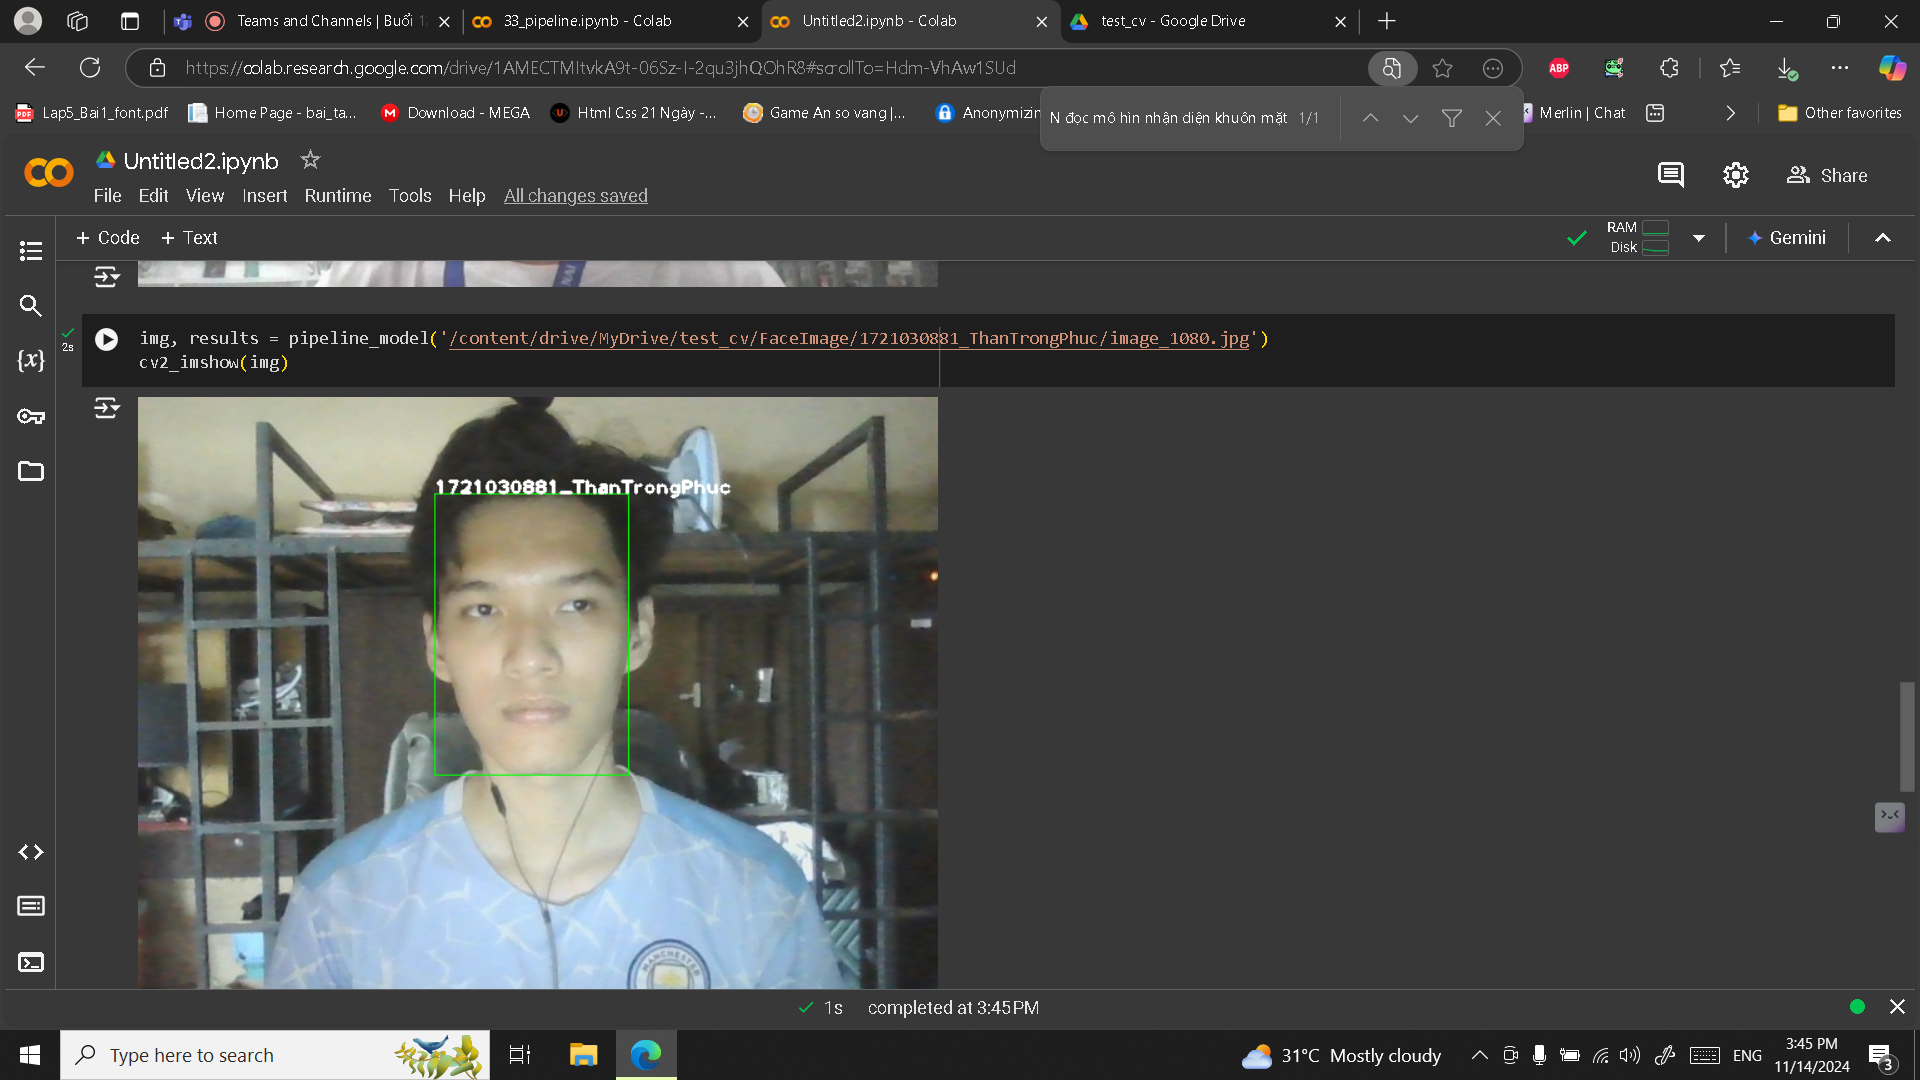 Teams and Channels | Buổi 1
33_pipeline.ipynb - Colab
Untitled2.ipynb - Colab
test_cv - Google Drive
https://colab.research.google.com/drive/1AMECTMItvkA9t-06Sz-I-2qu3jhQOhR8#scrollTo=Hdm-VhAw1SUd
ABP
Lap5_Bai1_font.pdf
Home Page - bai_ta...
Download - MEGA
Html Css 21 Ngày -...
Game An so vang |...
Anonymizin
Merlin | Chat
Other favorites
N đọc mô hìn nhận diện khuôn mặt 1/1
Untitled2.ipynb
File Edit View Insert Runtime Tools Help All changes saved
Share
+ Code + Text
RAM
Disk
Gemini
NAI
2s
img, results = pipeline_model('/content/drive/MyDrive/test_cv/FaceImage/1721030881_ThanTrongPhuc/image_1080.jpg')
cv2_imshow(img)
{x}
1721030881_ThanTrongPhuc
MANCHESTER
1s completed at 3:45 PM
Type here to search
31°C Mostly cloudy
ENG
3:45 PM
11/14/2024
3